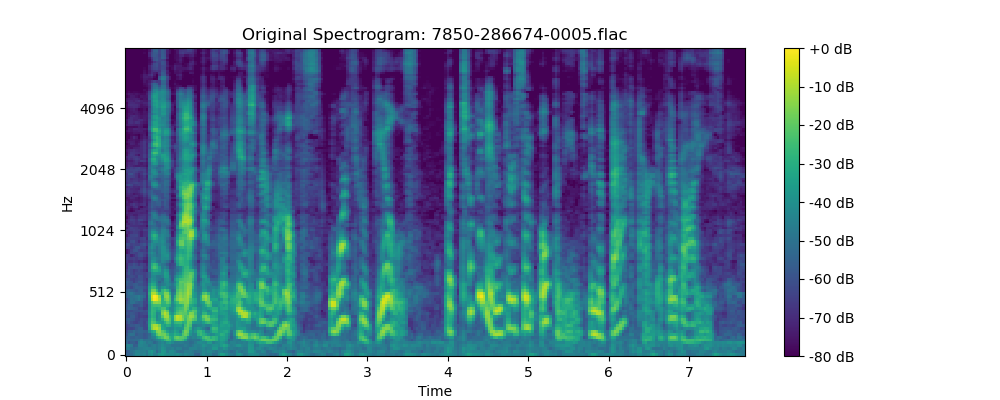 Original Spectrogram: 7850-286674-0005.flac
Hz
4096
2048
1024
512
0
0 1 2 3 4 5 6 7
Time
+0 dB
-10 dB
-20 dB
-30 dB
-40 dB
-50 dB
-60 dB
-70 dB
-80 dB